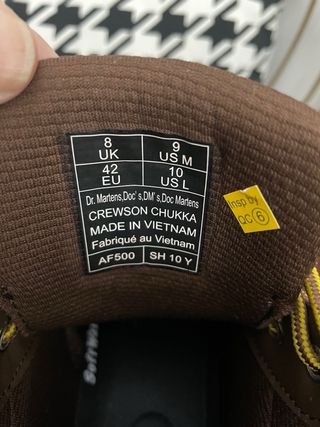 8 UK
9 US M
42 EU
10 US L
Dr. Martens,Doc's,DM's,Doc Martens
CREWSON CHUKKA
MADE IN VIETNAM
Fabriqué au Vietnam
AF500
SH 10 Y
Insp by
QC 6